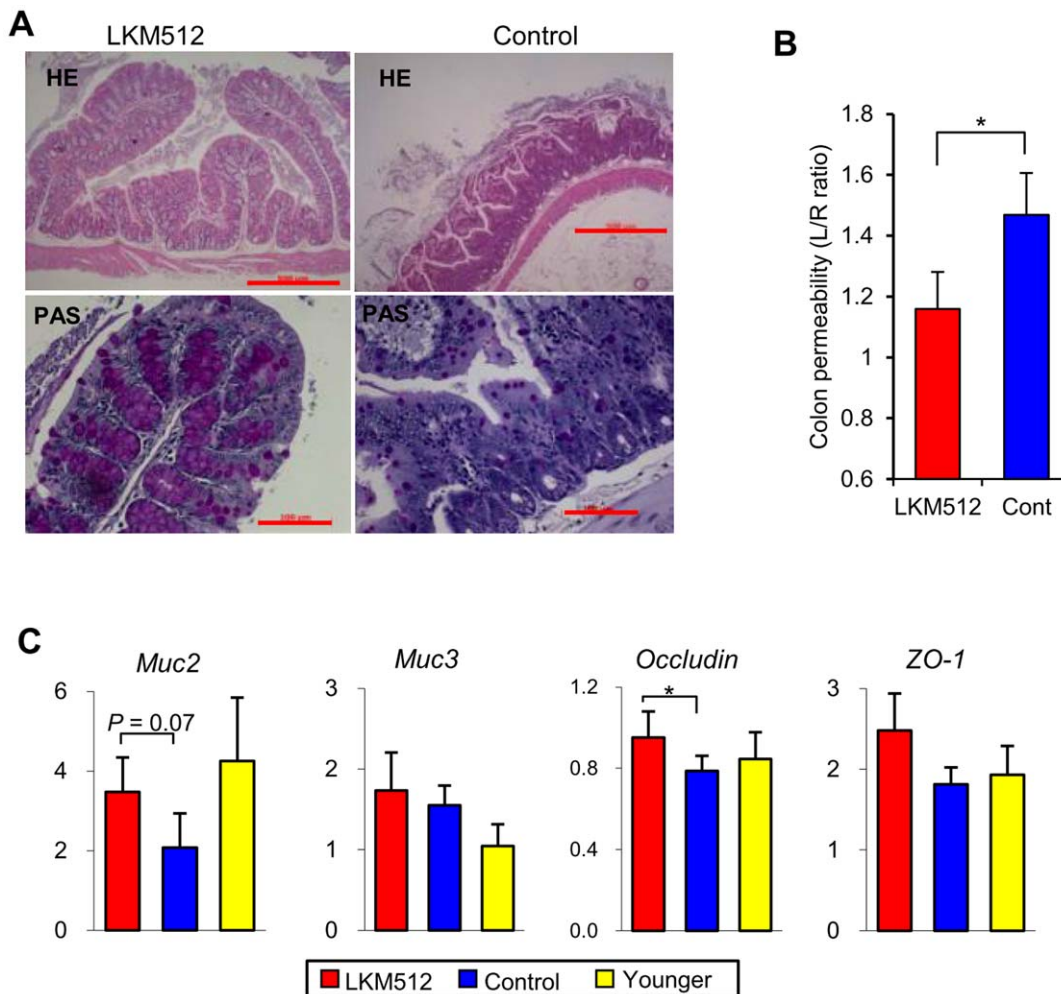 A
LKM512
Control
HE
HE
PAS
PAS
100 μm
B
Colon permeability (L/R ratio)
1.8
1.6
1.4
1.2
1
0.8
0.6
*
LKM512
Cont
C
Muc2
6
4
2
0
P = 0.07
Muc3
3
2
1
0
Occludin
1.2
0.8
0.4
0.0
*
ZO-1
3
2
1
0
LKM512 Control Younger